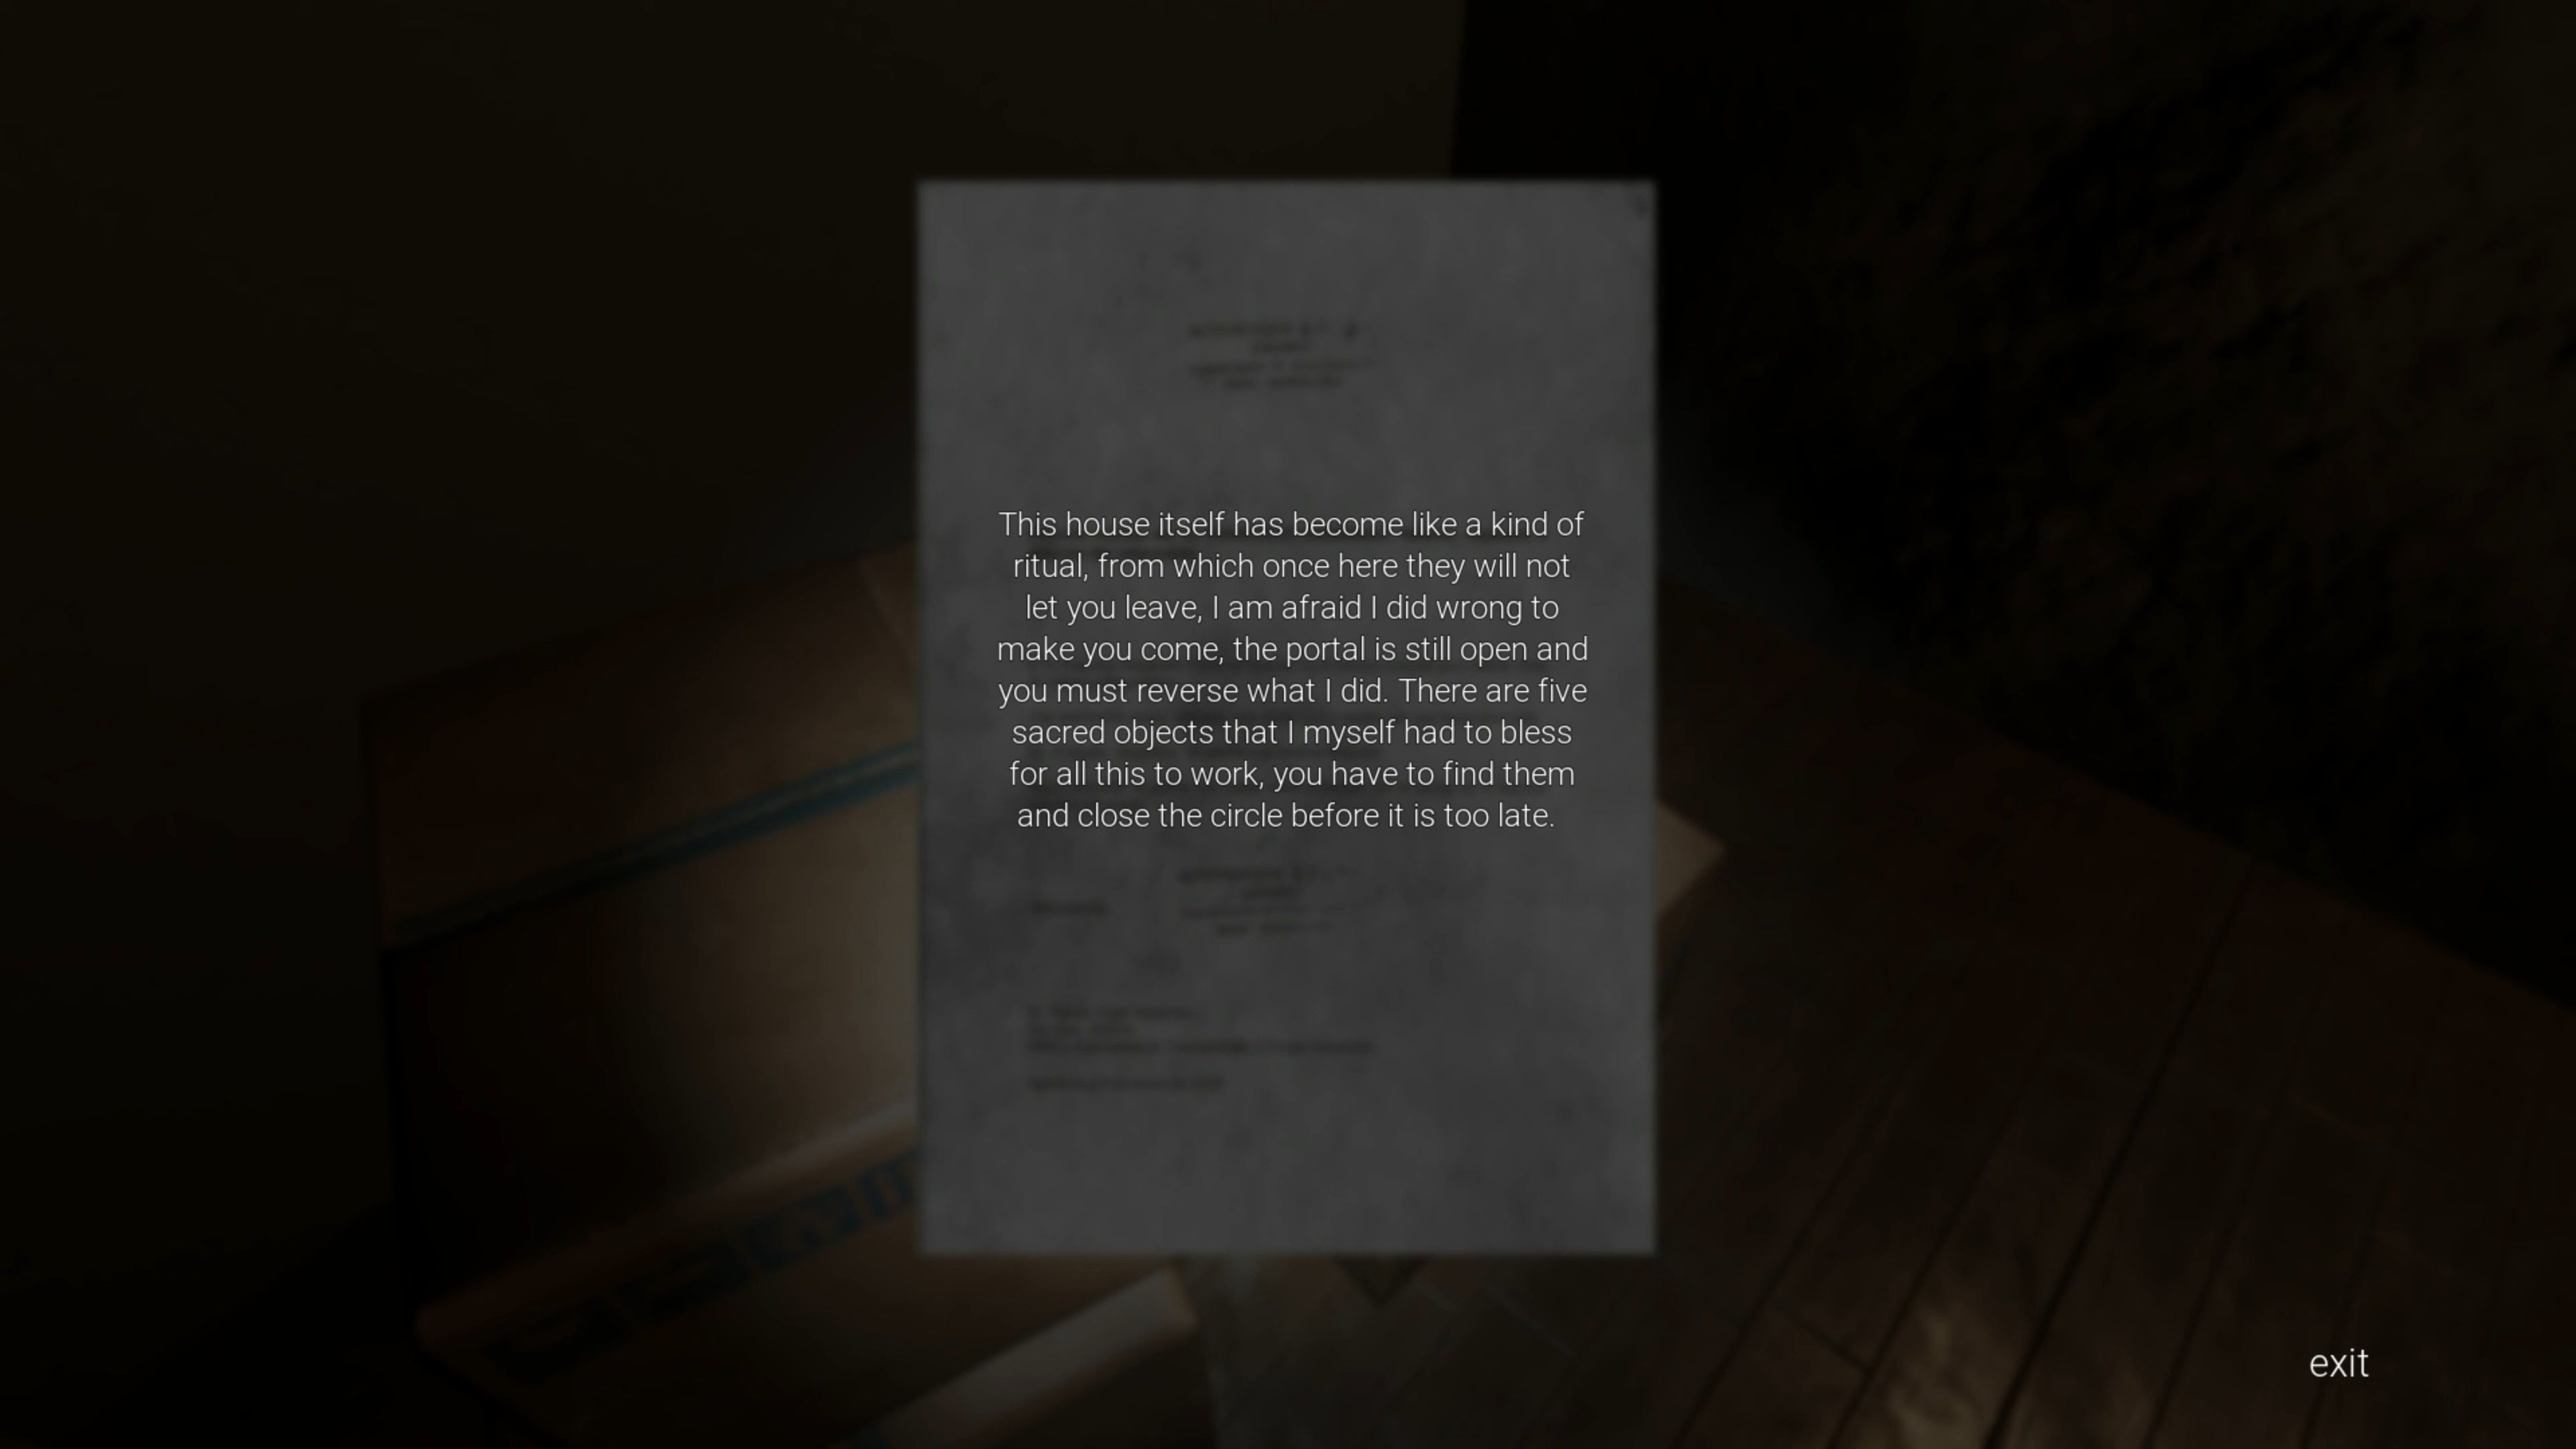 This house itself has become like a kind of
ritual, from which once here they will not
let you leave, I am afraid I did wrong to
make you come, the portal is still open and
you must reverse what I did. There are five
sacred objects that I myself had to bless
for all this to work, you have to find them
and close the circle before it is too late.
exit